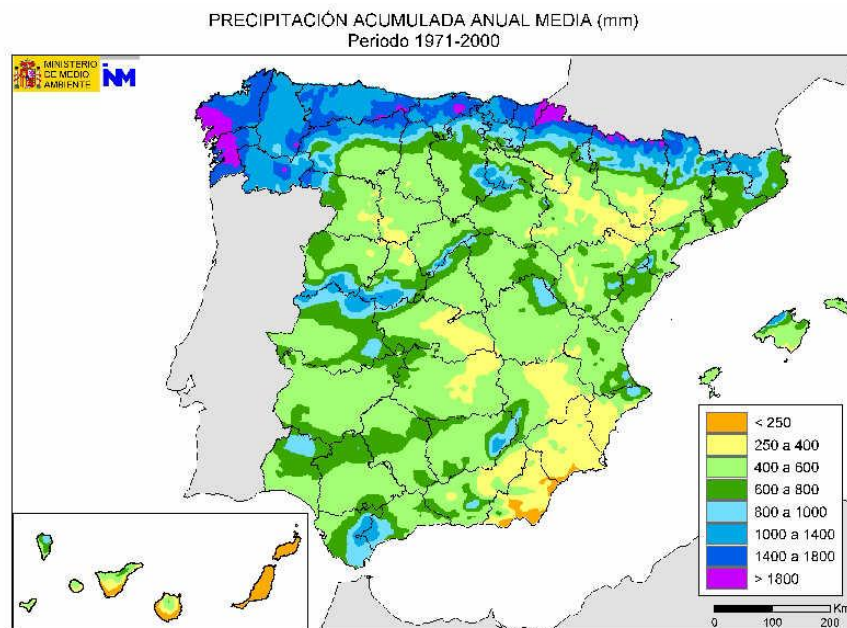 PRECIPITACIÓN ACUMULADA ANUAL MEDIA (mm)
Periodo 1971-2000
MINISTERIO
DE MEDIO
AMBIENTE
INM
< 250
250 a 400
400 a 600
600 a 800
800 a 1000
1000 a 1400
1400 a 1800
> 1800
Km
0 100 200